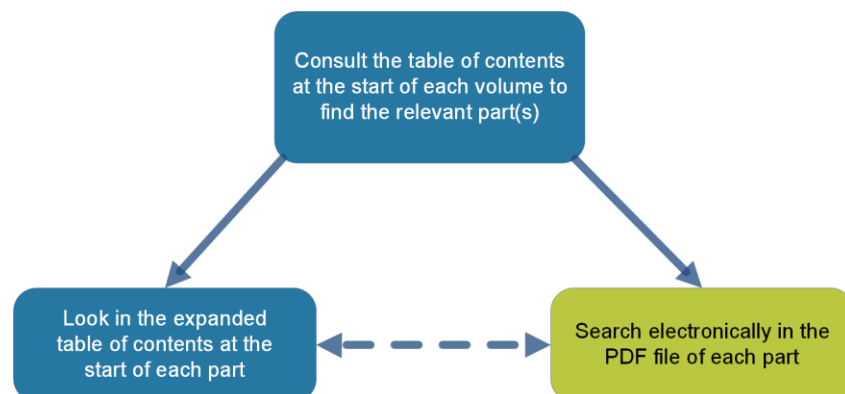 Consult the table of contents
at the start of each volume to
find the relevant part(s)
Look in the expanded
table of contents at the
start of each part
Search electronically in the
PDF file of each part